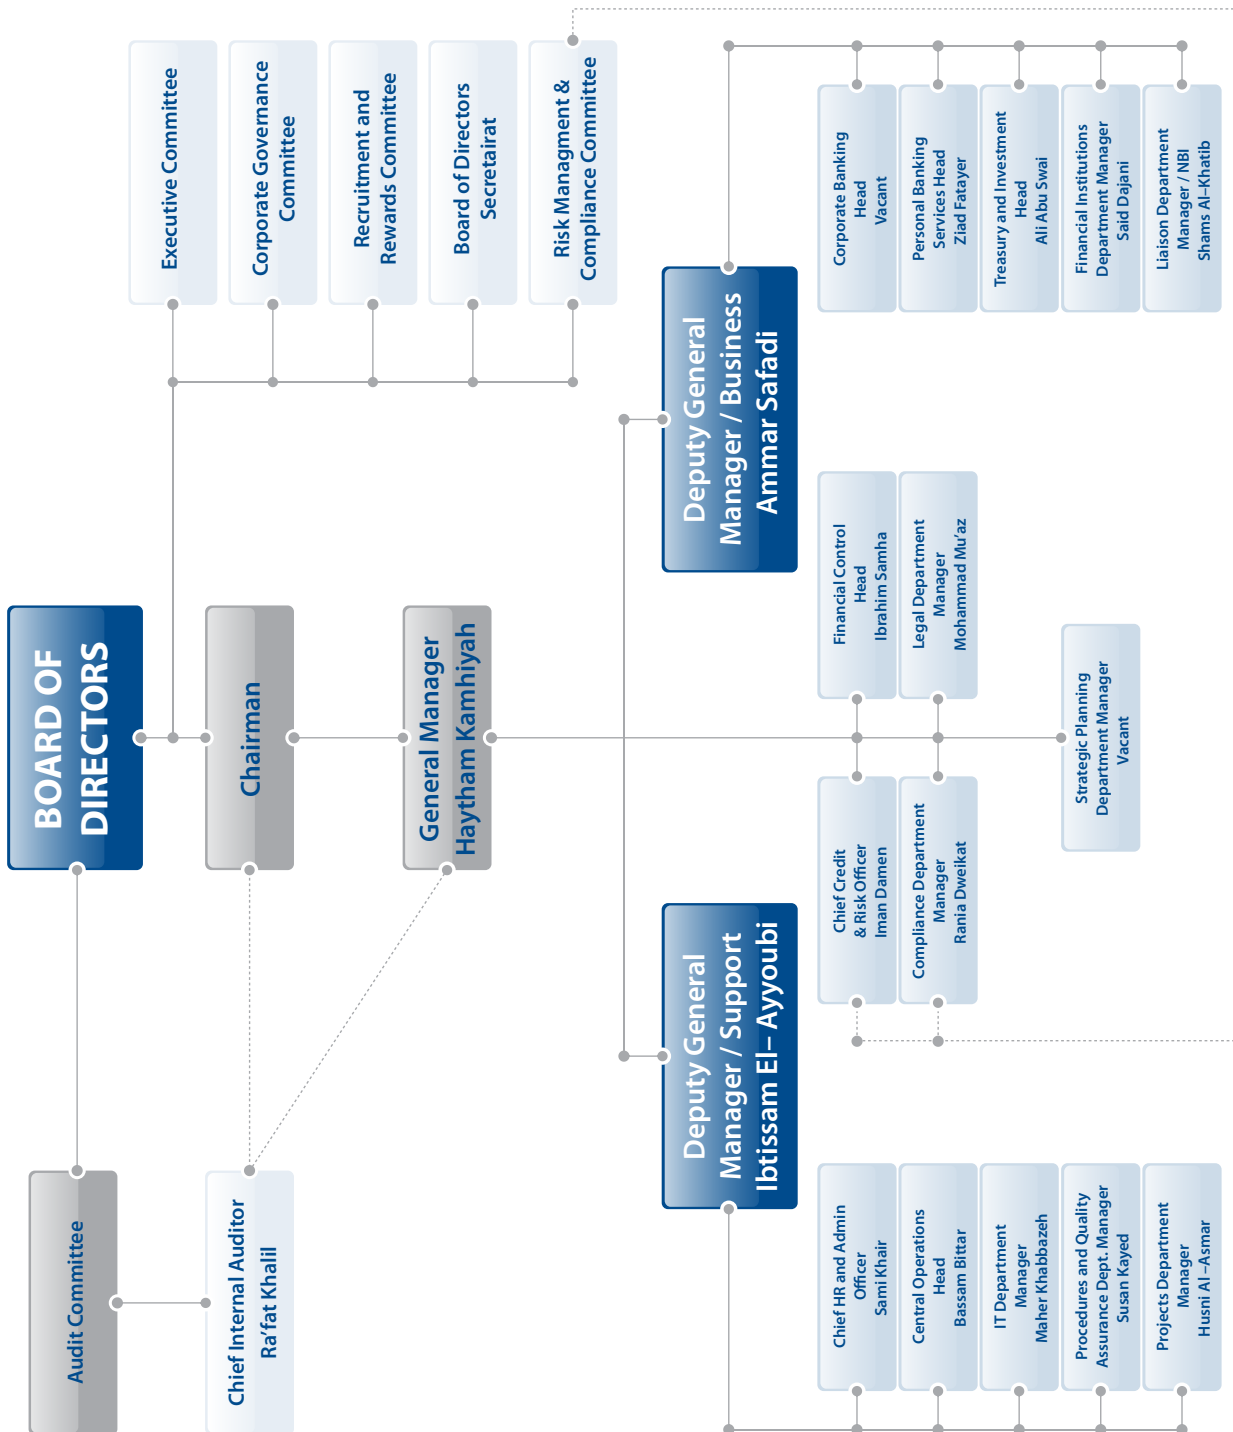 BOARD OF
DIRECTORS
Audit Committee
Chief Internal Auditor
Ra'fat Khalil
Chairman
General Manager
Haytham Kamhiyah
Executive Committee
Corporate Governance
Committee
Recruitment and
Rewards Committee
Board of Directors
Secretairat
Risk Managment &
Compliance Committee
Deputy General
Manager / Support
Ibtissam El– Ayyoubi
Deputy General
Manager / Business
Ammar Safadi
Chief HR and Admin
Officer
Sami Khair
Central Operations
Head
Bassam Bittar
IT Department
Manager
Maher Khabbazeh
Procedures and Quality
Assurance Dept. Manager
Susan Kayed
Projects Department
Manager
Husni Al –Asmar
Chief Credit
& Risk Officer
Iman Damen
Compliance Department
Manager
Rania Dweikat
Financial Control
Head
Ibrahim Samha
Legal Department
Manager
Mohammad Mu'az
Strategic Planning
Department Manager
Vacant
Corporate Banking
Head
Vacant
Personal Banking
Services Head
Ziad Fatayer
Treasury and Investment
Head
Ali Abu Swai
Financial Institutions
Department Manager
Said Dajani
Liaison Department
Manager / NBI
Shams Al–Khatib